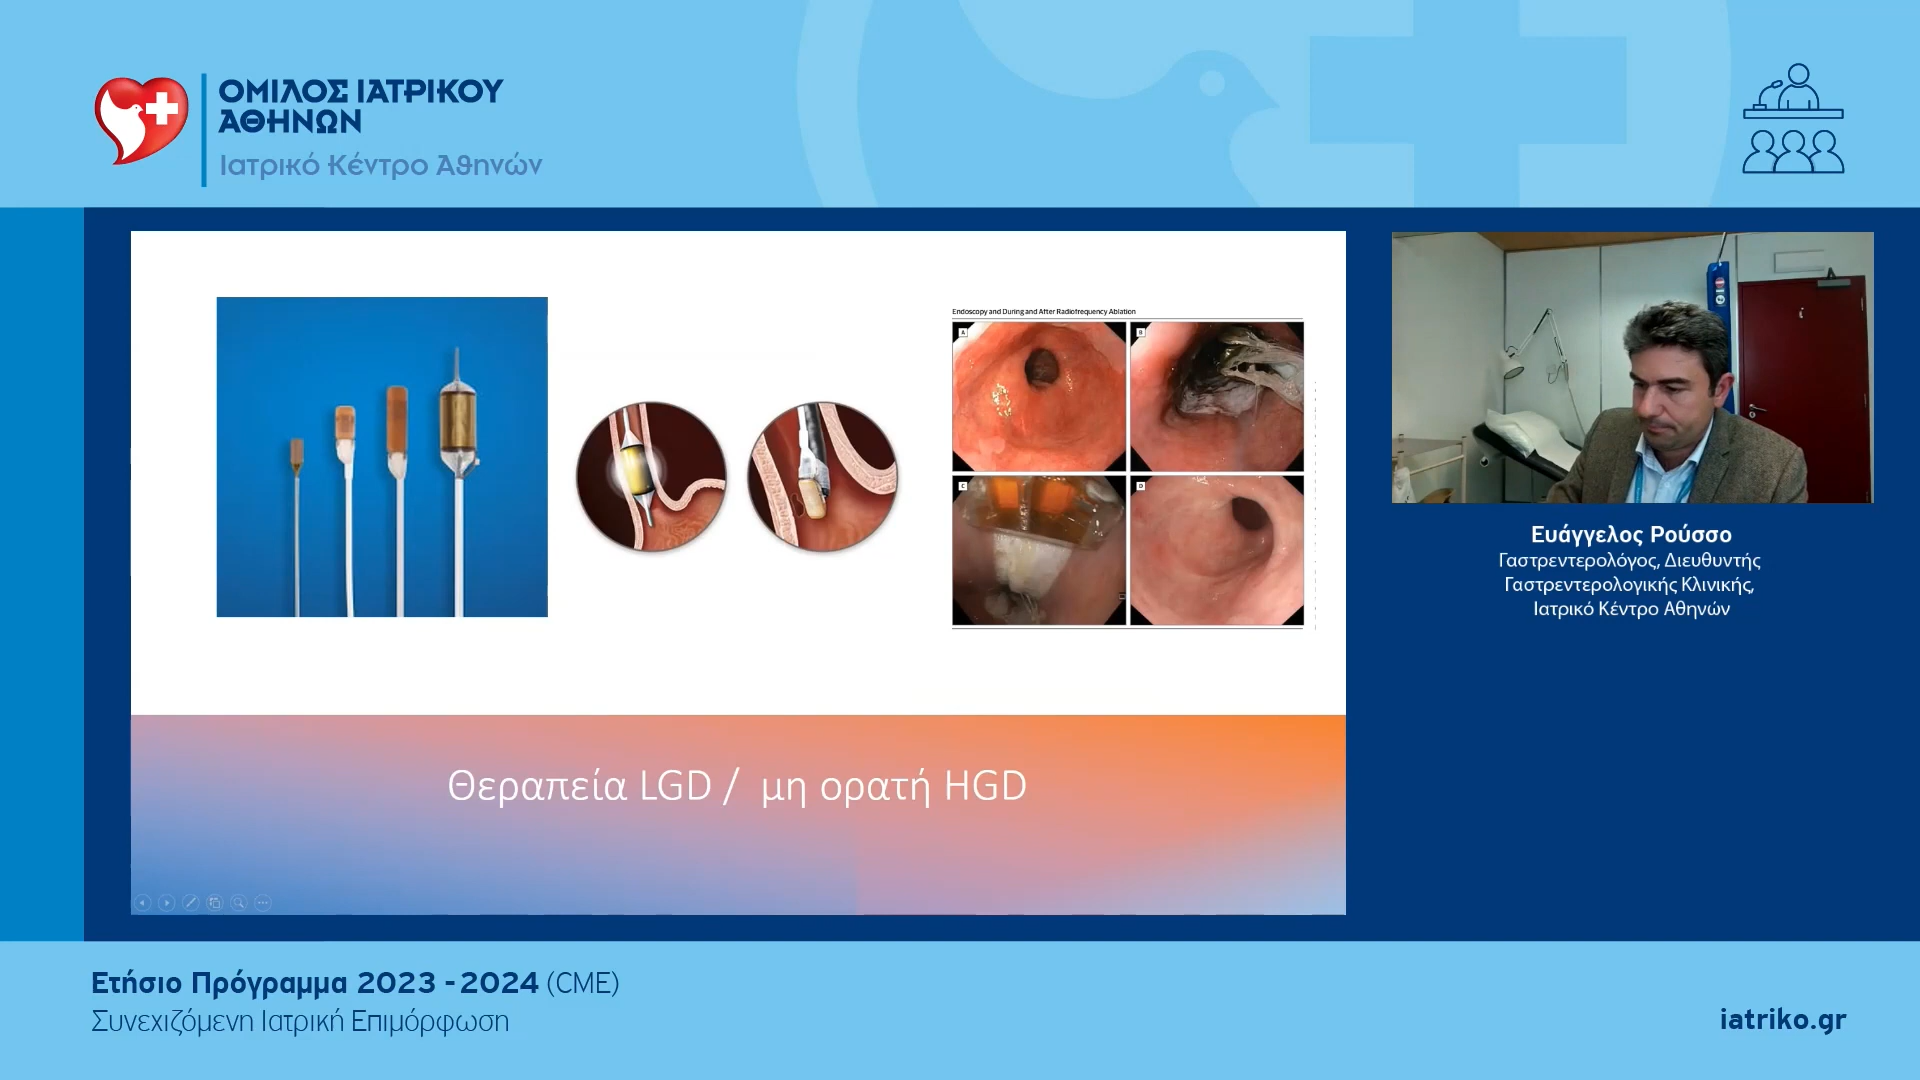 ΟΜΙΛΟΣ ΙΑΤΡΙΚΟΥ
ΑΘΗΝΩΝ
Ιατρικό Κέντρο Αθηνών
Endoscopy and During and After Radiofrequency Ablation
A
B
C
D
Θεραπεία LGD / μη ορατή HGD
Ευάγγελος Ρούσσο
Γαστρεντερολόγος, Διευθυντής
Γαστρεντερολογικής Κλινικής,
Ιατρικό Κέντρο Αθηνών
Ετήσιο Πρόγραμμα 2023 - 2024 (CME)
Συνεχιζόμενη Ιατρική Επιμόρφωση
iatriko.gr